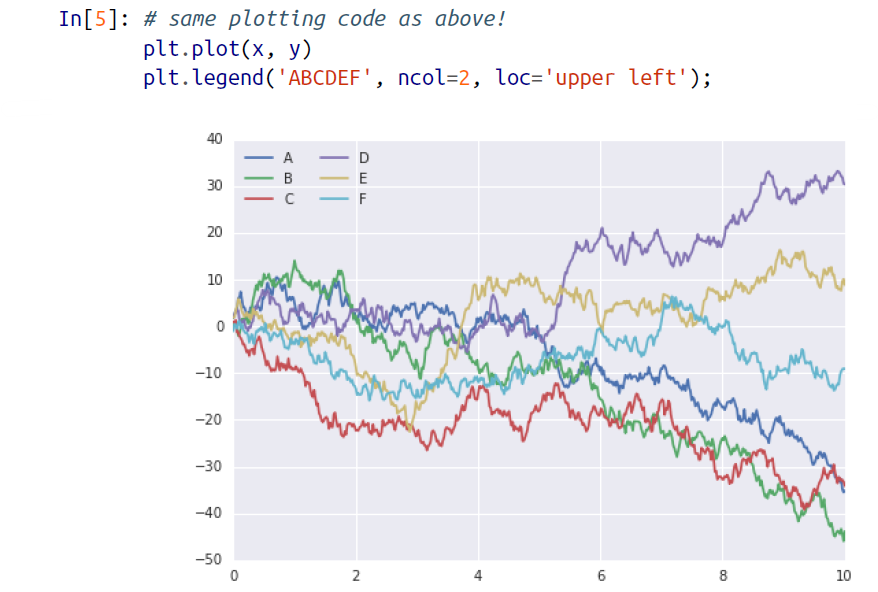 In[5]: # same plotting code as above!
plt.plot(x, y)
plt.legend('ABCDEF', ncol=2, loc='upper left');
40
A D
30
B E
C F
20
10
0
−10
−20
−30
−40
−50
0 2 4 6 8 10